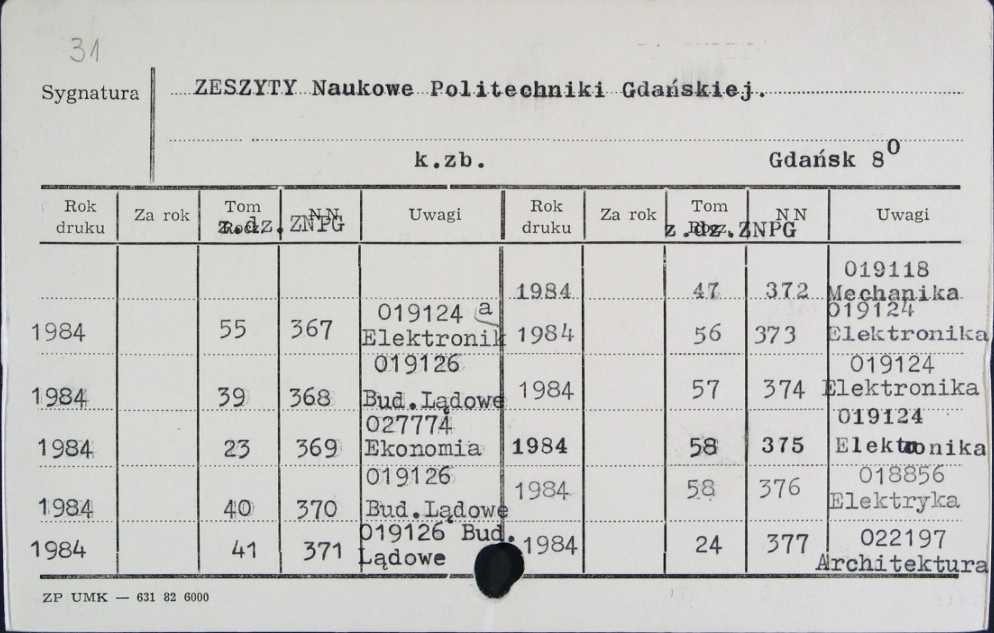 31
Sygnatura
ZESZYTY Naukowe Politechniki Gdańskiej.
k.zb. Gdańsk 8⁰
Rok druku Za rok Tom z.dz. NN ZNPG Uwagi Rok druku Za rok Tom z.dz. NN ZNPG Uwagi
1984 47 372 019118 Mechanika
1984 55 367 019124 Elektronika
1984 56 373 019124 Elektronika
1984 39 368 019126 Bud.Lądowe
1984 57 374 019124 Elektronika
1984 23 369 027774 Ekonomia
1984 58 375 019124 Elektronika
1984 40 370 019126 Bud.Lądowe
1984 58 376 018856 Elektryka
1984 41 371 019126 Bud. Lądowe
1984 24 377 022197 Architektura
ZP UMK — 631 82 6000